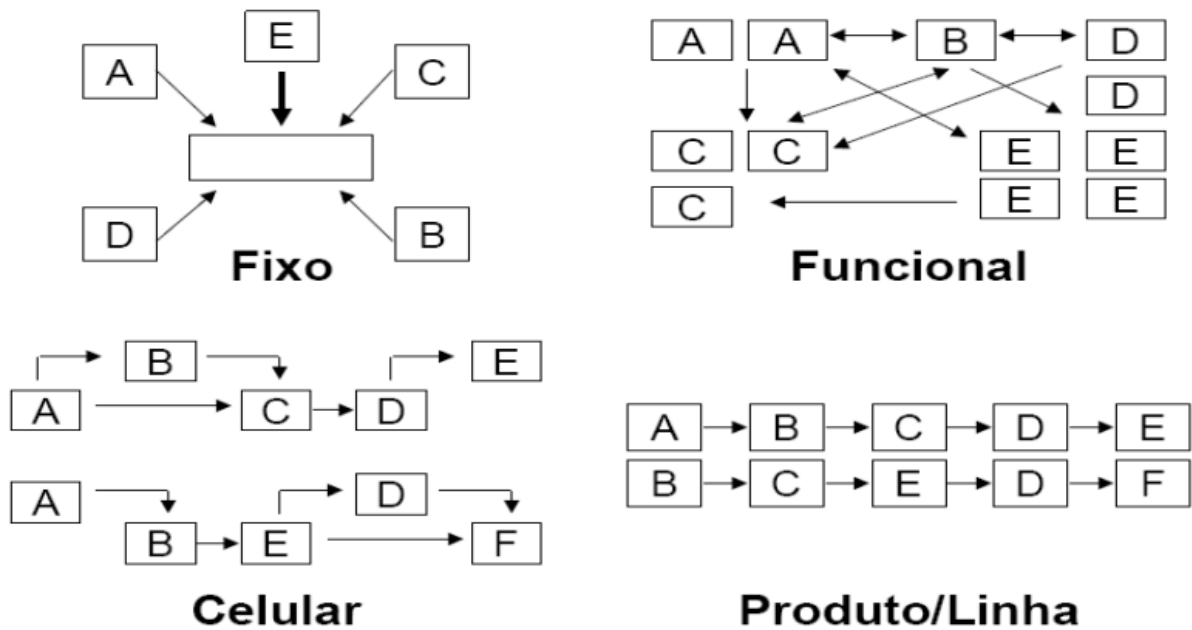 E
A C
D B
Fixo
A A B D
D
C C E E
C E E
Funcional
B E
A C D
A D
B E F
Celular
A B C D E
B C E D F
Produto/Linha